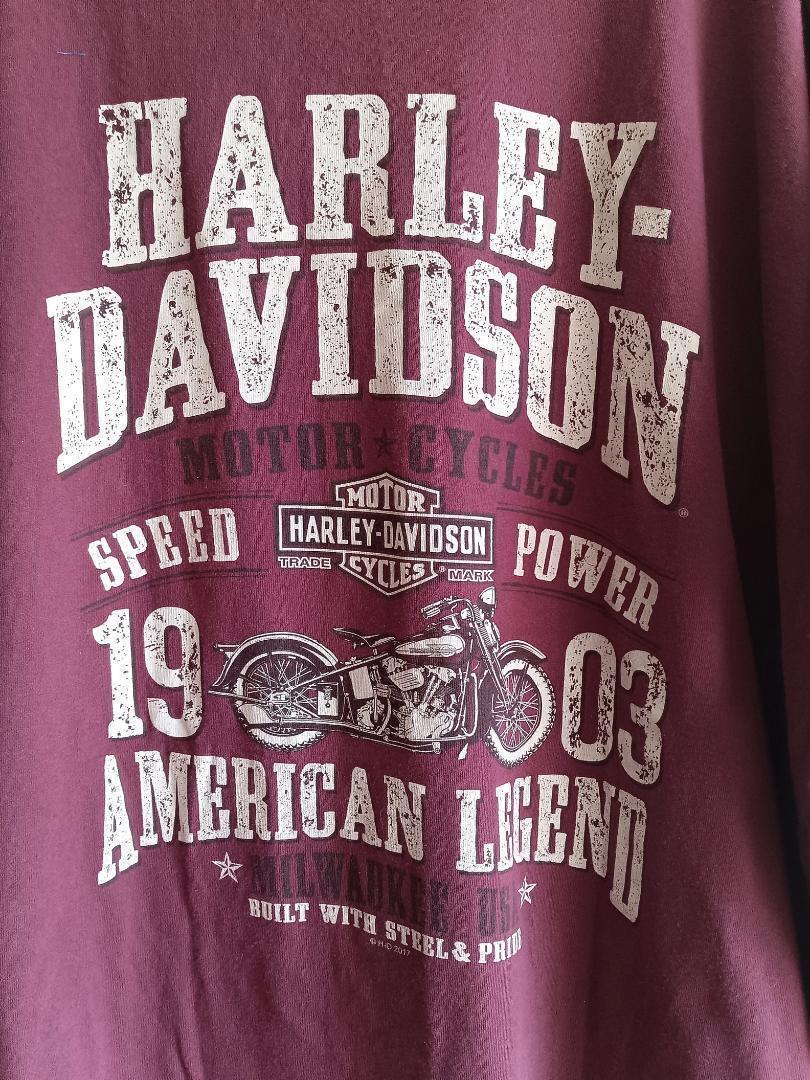 HARLEY-
DAVIDSON
®
MOTOR ★ CYCLES
SPEED
MOTOR
HARLEY-DAVIDSON
CYCLES
TRADE
® MARK
POWER
19
03
AMERICAN LEGEND
MILWAUKEE USA
BUILT WITH STEEL & PRIDE
© H-D 2017